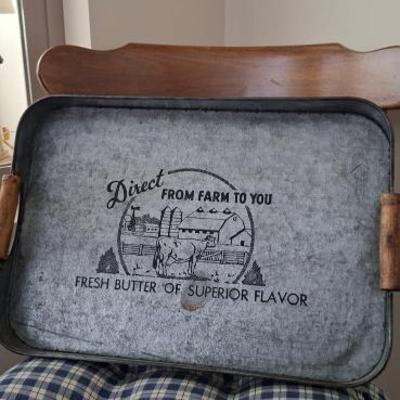 Direct FROM FARM TO YOU
FRESH BUTTER OF SUPERIOR FLAVOR